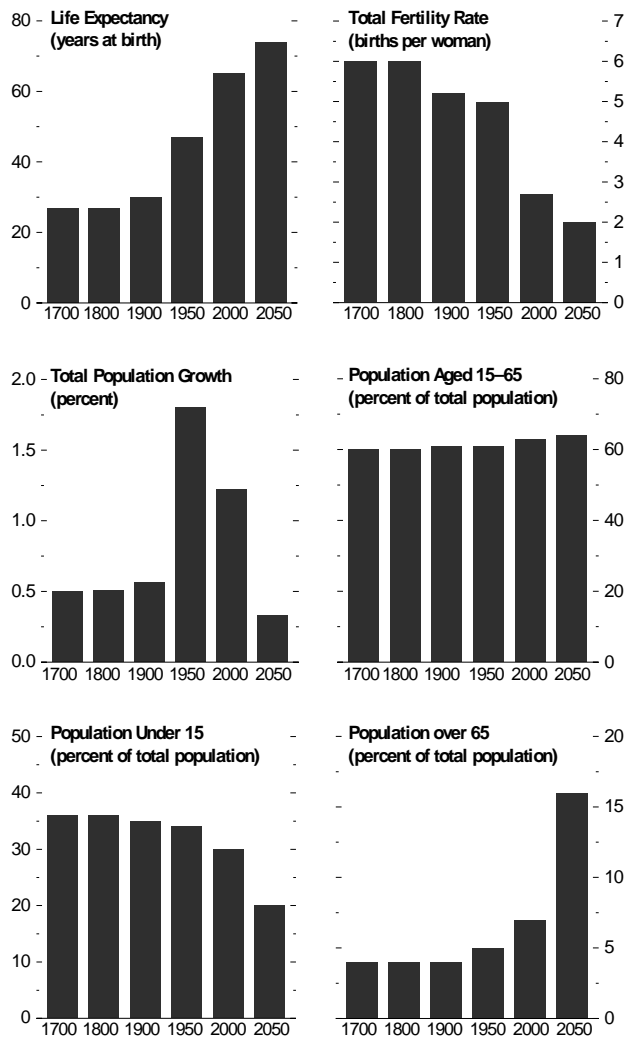 Life Expectancy
(years at birth)
80
60
40
20
0
1700 1800 1900 1950 2000 2050
Total Fertility Rate
(births per woman)
7
6
5
4
3
2
1
0
1700 1800 1900 1950 2000 2050
Total Population Growth
(percent)
2.0
1.5
1.0
0.5
0.0
1700 1800 1900 1950 2000 2050
Population Aged 15–65
(percent of total population)
80
60
40
20
0
1700 1800 1900 1950 2000 2050
Population Under 15
(percent of total population)
50
40
30
20
10
0
1700 1800 1900 1950 2000 2050
Population over 65
(percent of total population)
20
15
10
5
0
1700 1800 1900 1950 2000 2050